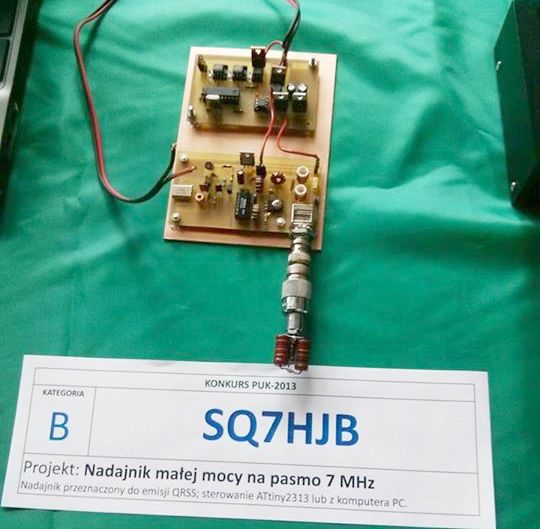 KONKURS PUK-2013
KATEGORIA
B
SQ7HJB
Projekt: Nadajnik małej mocy na pasmo 7 MHz
Nadajnik przeznaczony do emisji QRSS; sterowanie ATtiny2313 lub z komputera PC.